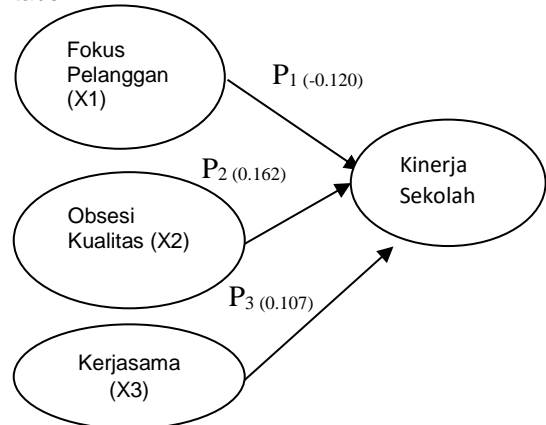 Fokus
Pelanggan
(X1)
P1 (-0.120)
P2 (0.162)
Kinerja
Sekolah
Obsesi
Kualitas (X2)
P3 (0.107)
Kerjasama
(X3)